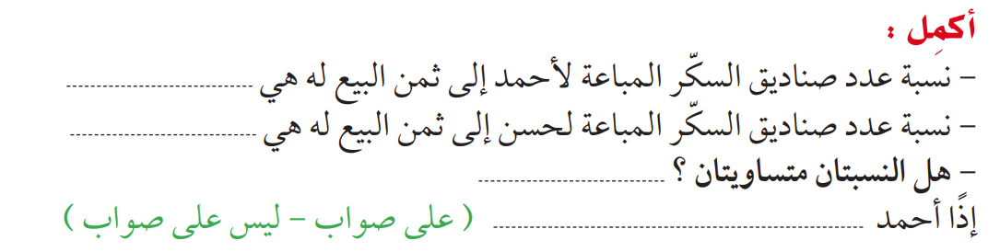 أكمِل :
– نسبة عدد صناديق السكّر المباعة لأحمد إلى ثمن البيع له هي ..............................
– نسبة عدد صناديق السكّر المباعة لحسن إلى ثمن البيع له هي ..............................
– هل النسبتان متساويتان ؟ ..............................
إذًا أحمد .............................................................. ( على صواب – ليس على صواب )